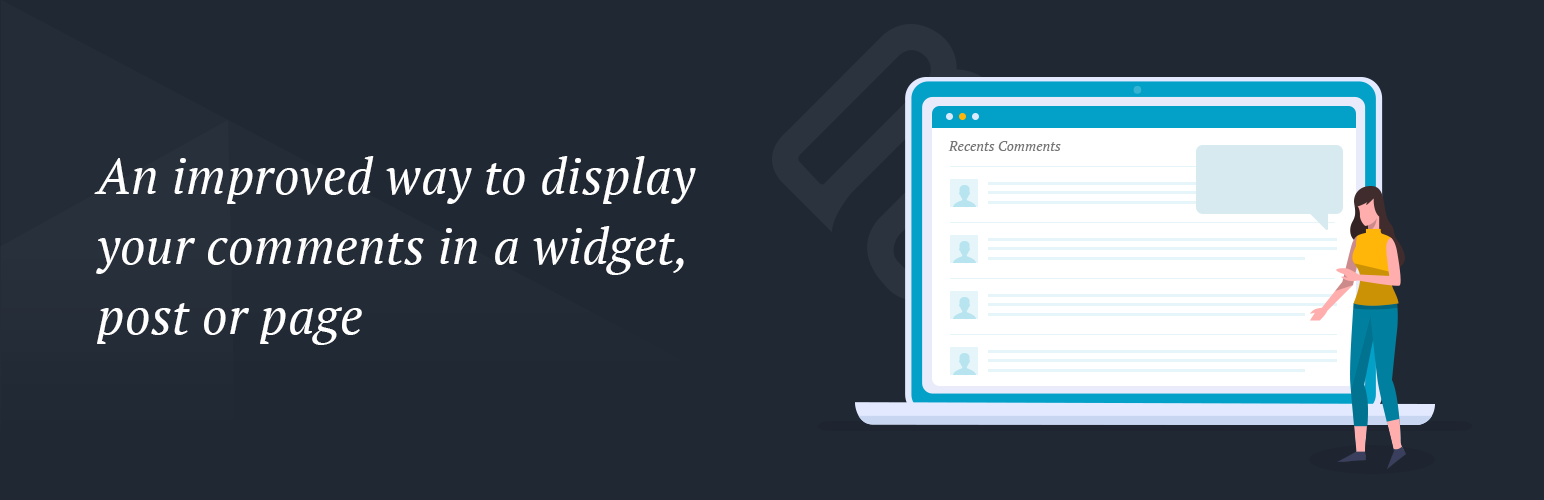 An improved way to display
your comments in a widget,
post or page
Recents Comments